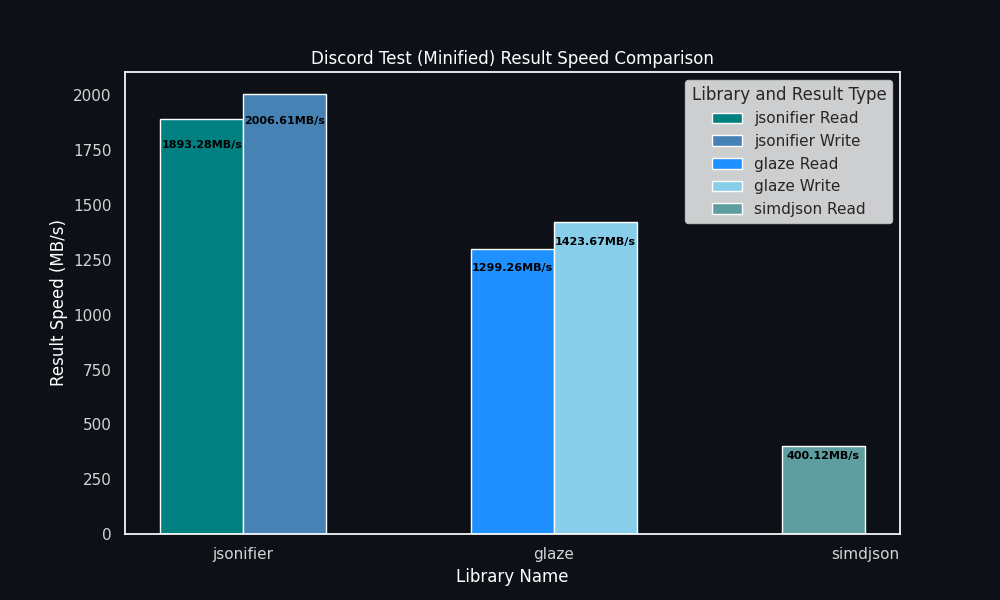 Discord Test (Minified) Result Speed Comparison
Library and Result Type
jsonifier Read
jsonifier Write
glaze Read
glaze Write
simdjson Read
Result Speed (MB/s)
2000
1750
1500
1250
1000
750
500
250
0
1893.28MB/s
2006.61MB/s
1299.26MB/s
1423.67MB/s
400.12MB/s
jsonifier
glaze
simdjson
Library Name